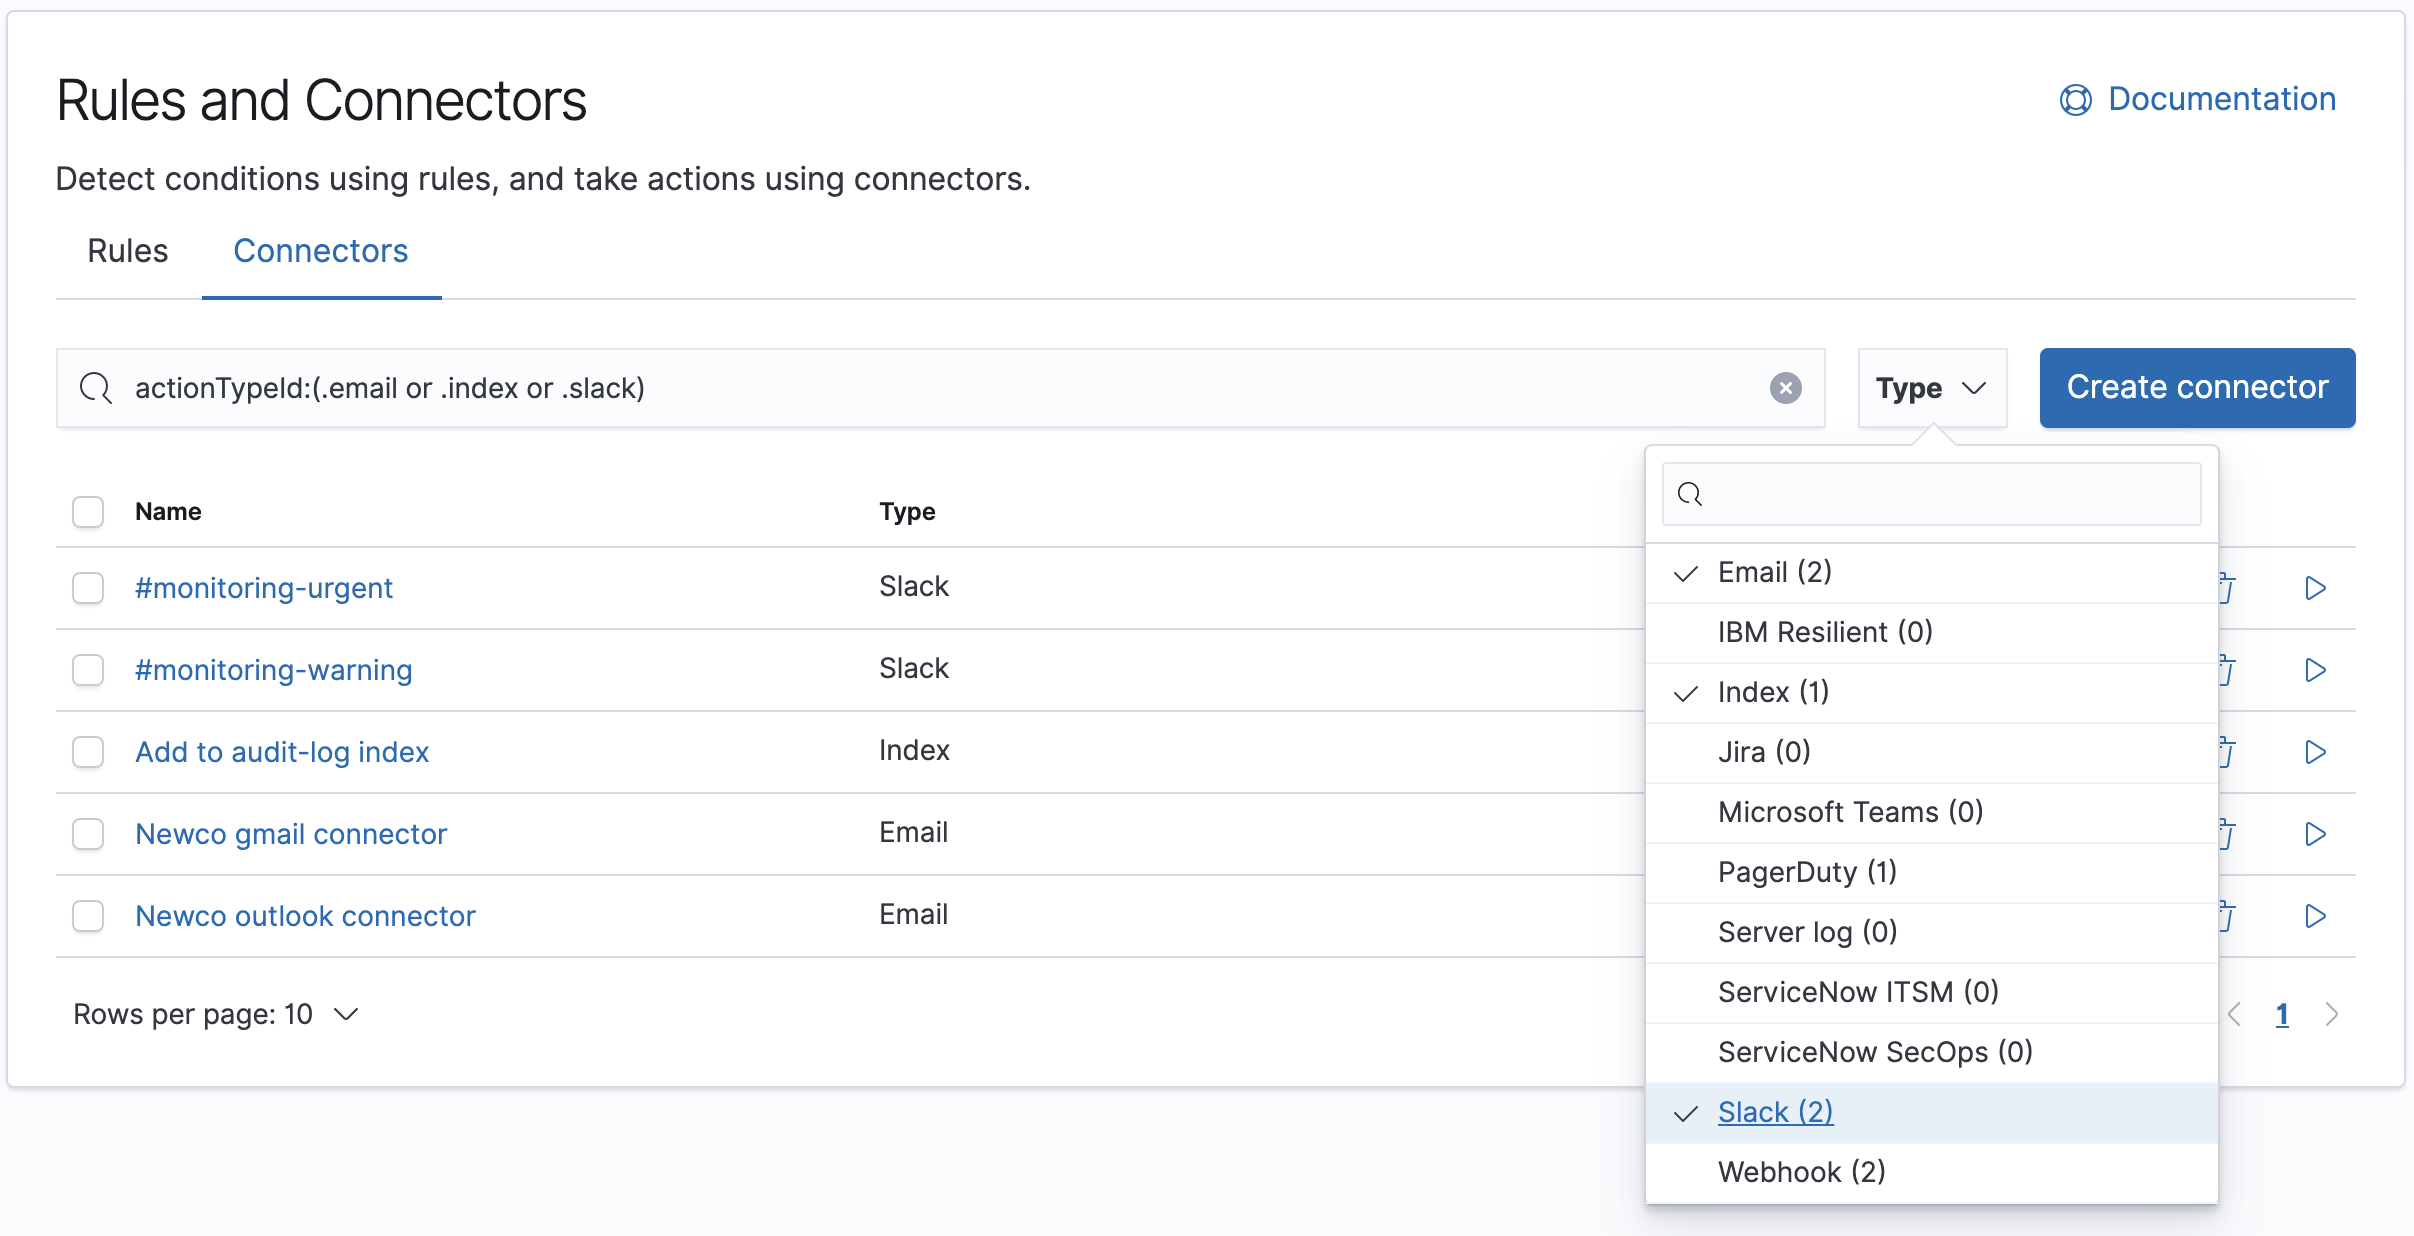 Rules and Connectors
Documentation
Detect conditions using rules, and take actions using connectors.
Rules Connectors
actionTypeId:(.email or .index or .slack)
Type
Create connector
Name Type
#monitoring-urgent Slack
#monitoring-warning Slack
Add to audit-log index Index
Newco gmail connector Email
Newco outlook connector Email
Rows per page: 10
1
Email (2)
IBM Resilient (0)
Index (1)
Jira (0)
Microsoft Teams (0)
PagerDuty (1)
Server log (0)
ServiceNow ITSM (0)
ServiceNow SecOps (0)
Slack (2)
Webhook (2)